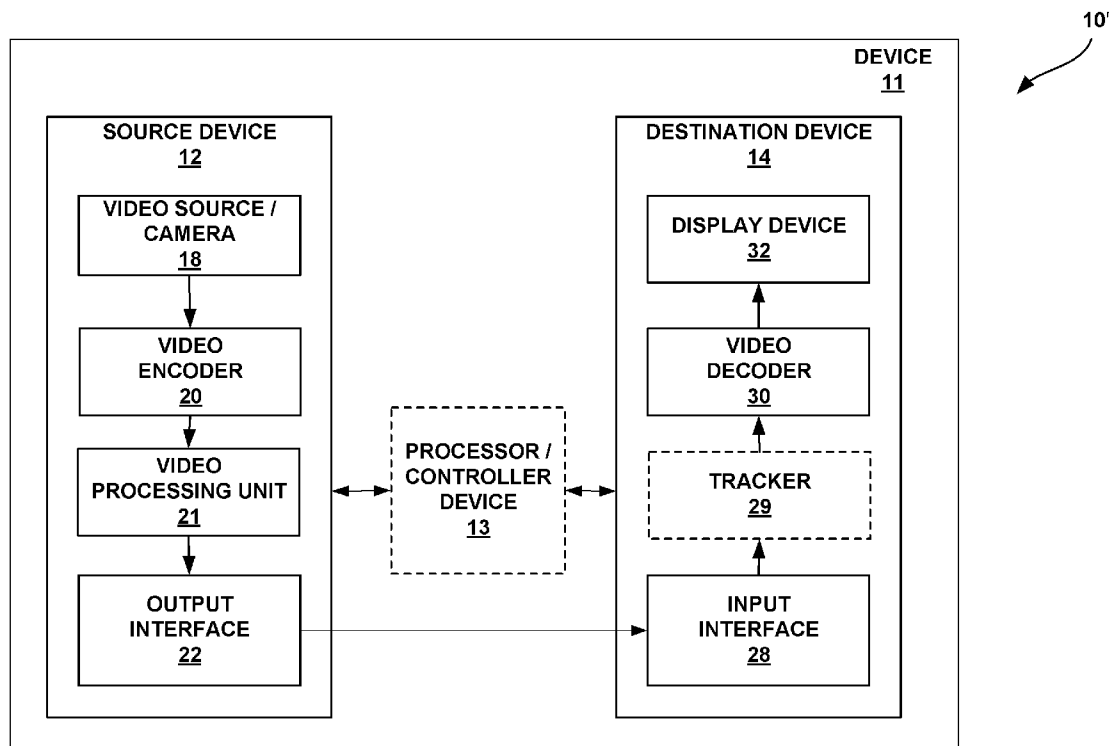 10'
DEVICE
11
SOURCE DEVICE
12
VIDEO SOURCE /
CAMERA
18
VIDEO
ENCODER
20
VIDEO
PROCESSING UNIT
21
OUTPUT
INTERFACE
22
PROCESSOR /
CONTROLLER
DEVICE
13
DESTINATION DEVICE
14
DISPLAY DEVICE
32
VIDEO
DECODER
30
TRACKER
29
INPUT
INTERFACE
28